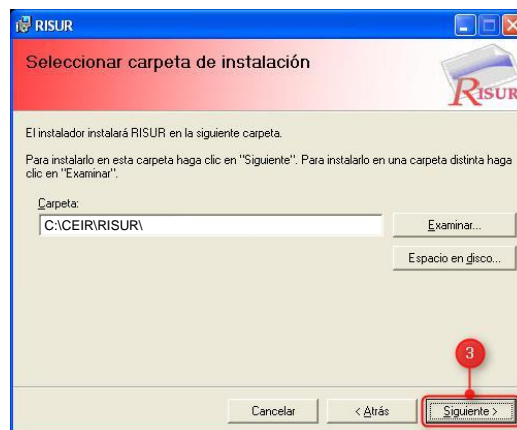 RISUR
Seleccionar carpeta de instalación
RISUR
El instalador instalará RISUR en la siguiente carpeta.
Para instalarlo en esta carpeta haga clic en "Siguiente". Para instalarlo en una carpeta distinta haga
clic en "Examinar".
Carpeta:
C:\CEIR\RISUR\
Examinar...
Espacio en disco...
3
Cancelar
< Atrás
Siguiente >